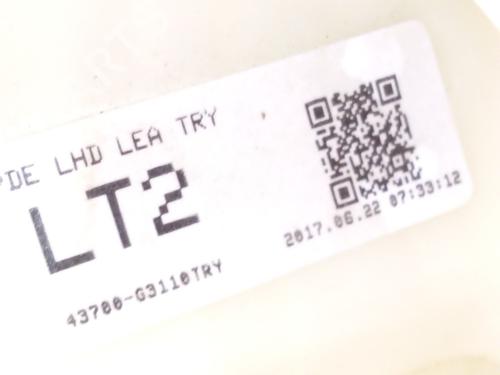 PDE LHD LEA TRY
LT2
43700-G3110TRY
2017.06.22 07:33:12